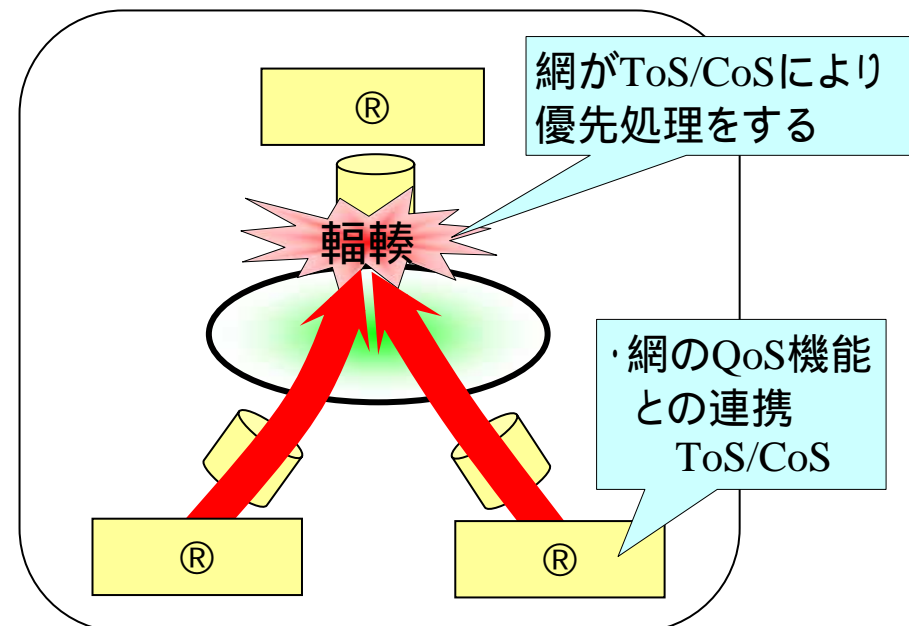 ®
網がToS/CoSにより
優先処理をする
輻輳
・網のQoS機能
との連携
ToS/CoS
®
®